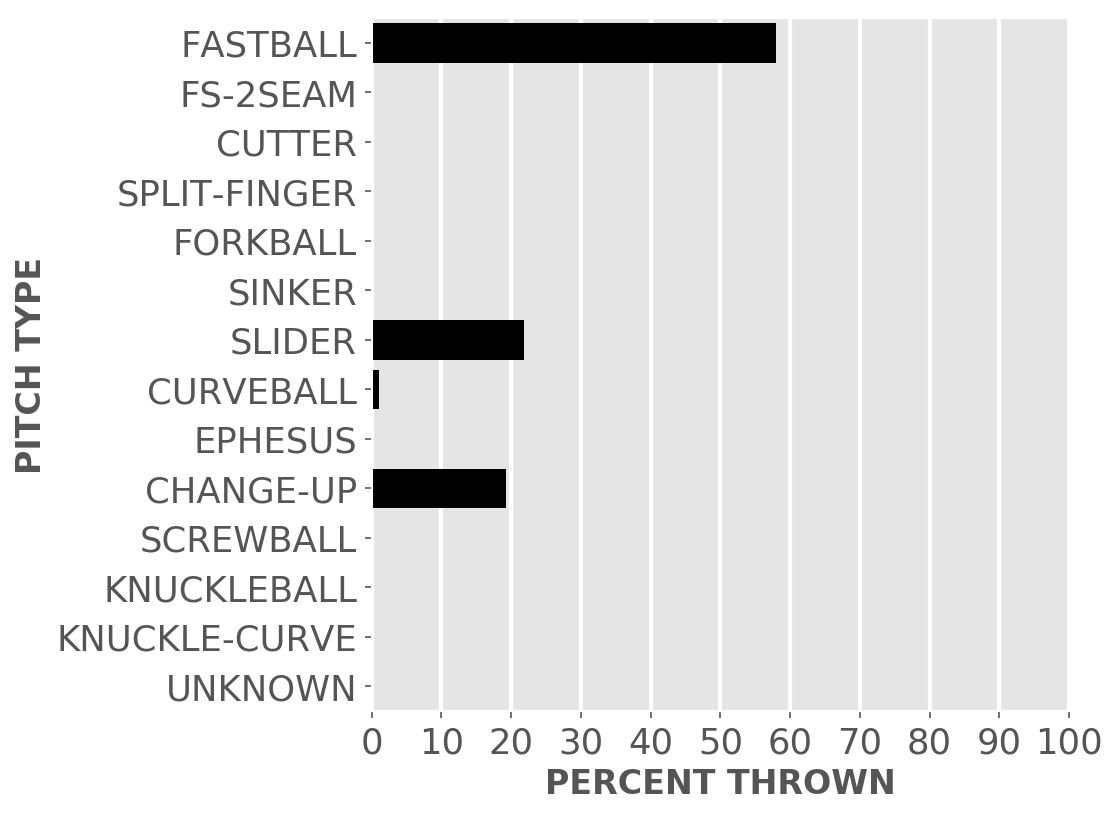 FASTBALL
FS-2SEAM
CUTTER
SPLIT-FINGER
FORKBALL
SINKER
SLIDER
CURVEBALL
EPHESUS
CHANGE-UP
SCREWBALL
KNUCKLEBALL
KNUCKLE-CURVE
UNKNOWN
PITCH TYPE
0 10 20 30 40 50 60 70 80 90 100
PERCENT THROWN